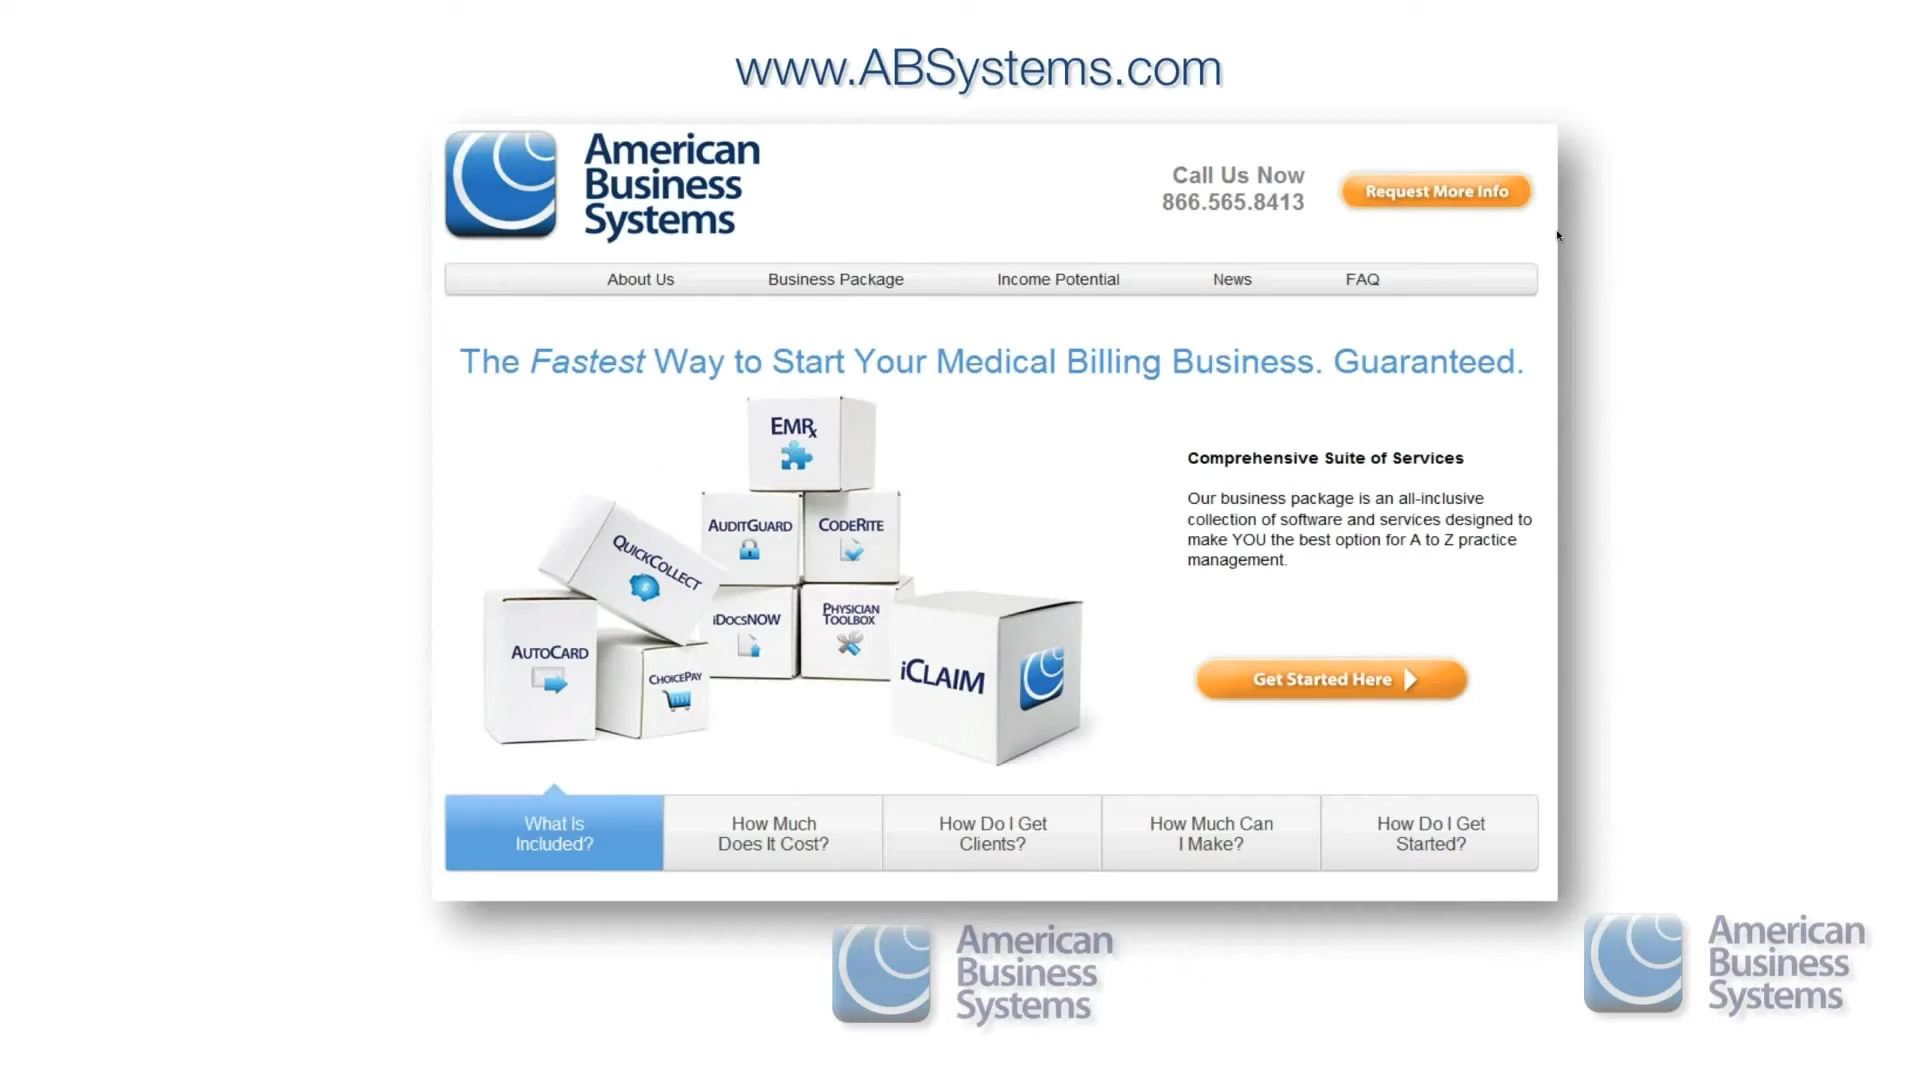 www.ABSystems.com
American
Business
Systems
Call Us Now
866.565.8413
Request More Info
About Us
Business Package
Income Potential
News
FAQ
The Fastest Way to Start Your Medical Billing Business. Guaranteed.
EMRx
AUDITGUARD
CODERITE
QUICKCOLLECT
iDOCSNOW
PHYSICIAN
TOOLBOX
AUTOCARD
CHOICEPAY
iCLAIM
Comprehensive Suite of Services
Our business package is an all-inclusive
collection of software and services designed to
make YOU the best option for A to Z practice
management.
Get Started Here
What Is
Included?
How Much
Does It Cost?
How Do I Get
Clients?
How Much Can
I Make?
How Do I Get
Started?
American
Business
Systems
American
Business
Systems